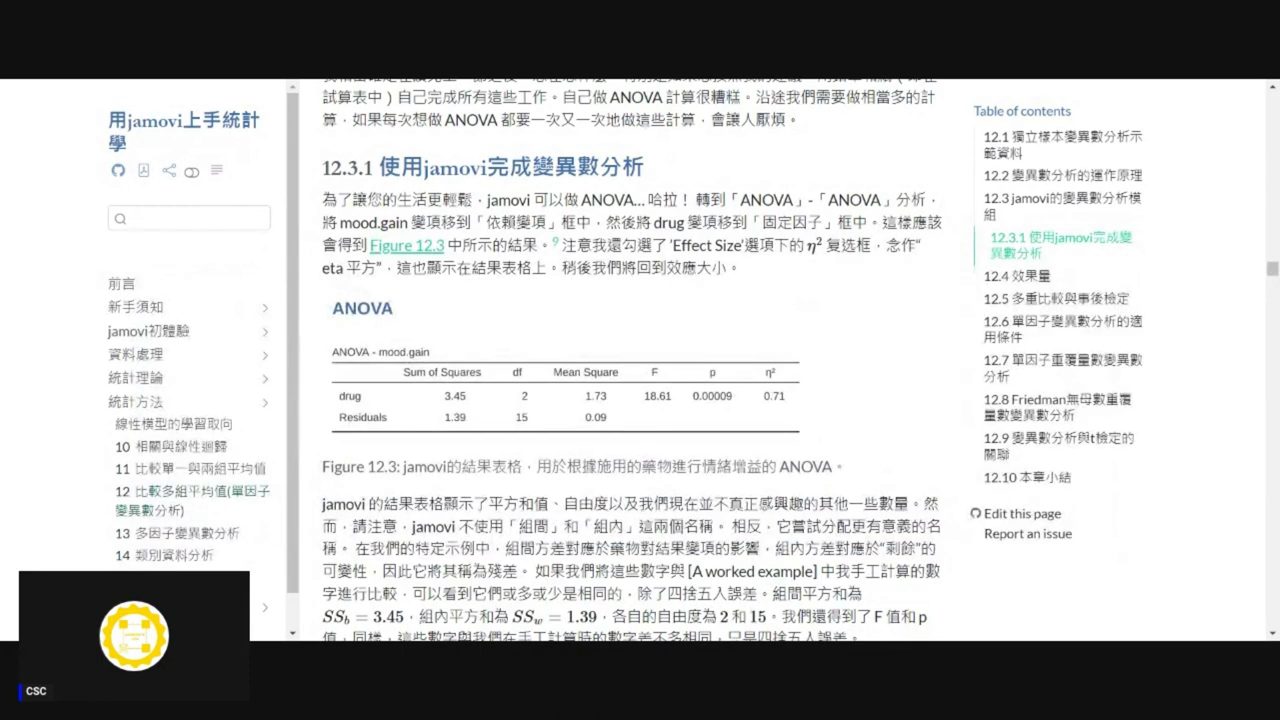 用jamovi上手統計
學
前言
新手須知
jamovi初體驗
資料處理
統計理論
統計方法
線性模型的學習取向
10 相關與線性迴歸
11 比較單一與兩組平均值
12 比較多組平均值(單因子
變異數分析)
13 多因子變異數分析
14 類別資料分析
試算表中）自己完成所有這些工作。自己做 ANOVA 計算很糟糕。沿途我們需要做相當多的計
算，如果每次想做 ANOVA 都要一次又一次地做這些計算，會讓人厭煩。
12.3.1 使用jamovi完成變異數分析
為了讓您的生活更輕鬆，jamovi 可以做 ANOVA… 哈拉！ 轉到「ANOVA」-「ANOVA」分析，
將 mood.gain 變項移到「依賴變項」框中，然後將 drug 變項移到「固定因子」框中。這樣應該
會得到 Figure 12.3 中所示的結果。9 注意我還勾選了 'Effect Size'選項下的 η² 复选框，念作“
eta 平方”，這也顯示在結果表格上。稍後我們將回到效應大小。
ANOVA
ANOVA - mood.gain
Sum of Squares df Mean Square F p η²
drug 3.45 2 1.73 18.61 0.00009 0.71
Residuals 1.39 15 0.09
Figure 12.3: jamovi的結果表格，用於根據施用的藥物進行情緒增益的 ANOVA。
jamovi 的結果表格顯示了平方和值、自由度以及我們現在並不真正感興趣的其他一些數量。然
而，請注意，jamovi 不使用「組間」和「組內」這兩個名稱。 相反，它嘗試分配更有意義的名
稱。 在我們的特定示例中，組間方差對應於藥物對結果變項的影響，組內方差對應於“剩餘”的
可變性，因此它將其稱為殘差。 如果我們將這些數字與 [A worked example] 中我手工計算的數
字進行比較，可以看到它們或多或少是相同的，除了四捨五入誤差。組間平方和為
SSb = 3.45，組內平方和為 SSw = 1.39，各自的自由度為 2 和 15。我們還得到了 F 值和 p
值，同樣，這些數字與我們在手工計算時的數字差不多相同，只是四捨五入誤差。
Table of contents
12.1 獨立樣本變異數分析示
範資料
12.2 變異數分析的運作原理
12.3 jamovi的變異數分析模
組
12.3.1 使用jamovi完成變
異數分析
12.4 效果量
12.5 多重比較與事後檢定
12.6 單因子變異數分析的適
用條件
12.7 單因子重覆量數變異數
分析
12.8 Friedman無母數重覆
量數變異數分析
12.9 變異數分析與t檢定的
關聯
12.10 本章小結
Edit this page
Report an issue
CSC